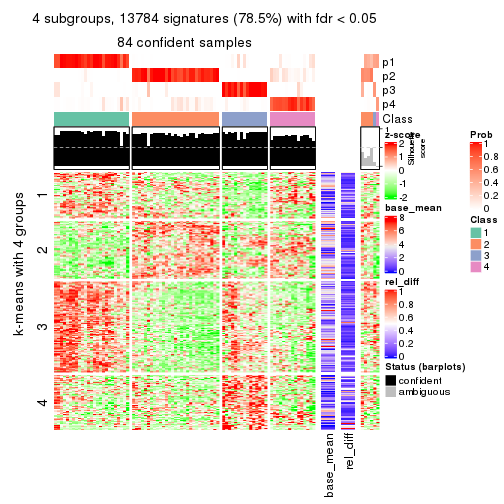 4 subgroups, 13784 signatures (78.5%) with fdr < 0.05
84 confident samples
p1
p2
p3
p4
Class
1
Silhouette
score
k-means with 4 groups
1
2
3
4
base_mean
rel_diff
z-score
2
1
0
-1
-2
base_mean
8
6
4
2
0
rel_diff
1
0.8
0.6
0.4
0.2
0
Status (barplots)
confident
ambiguous
Prob
1
0.8
0.6
0.4
0.2
0
Class
1
2
3
4